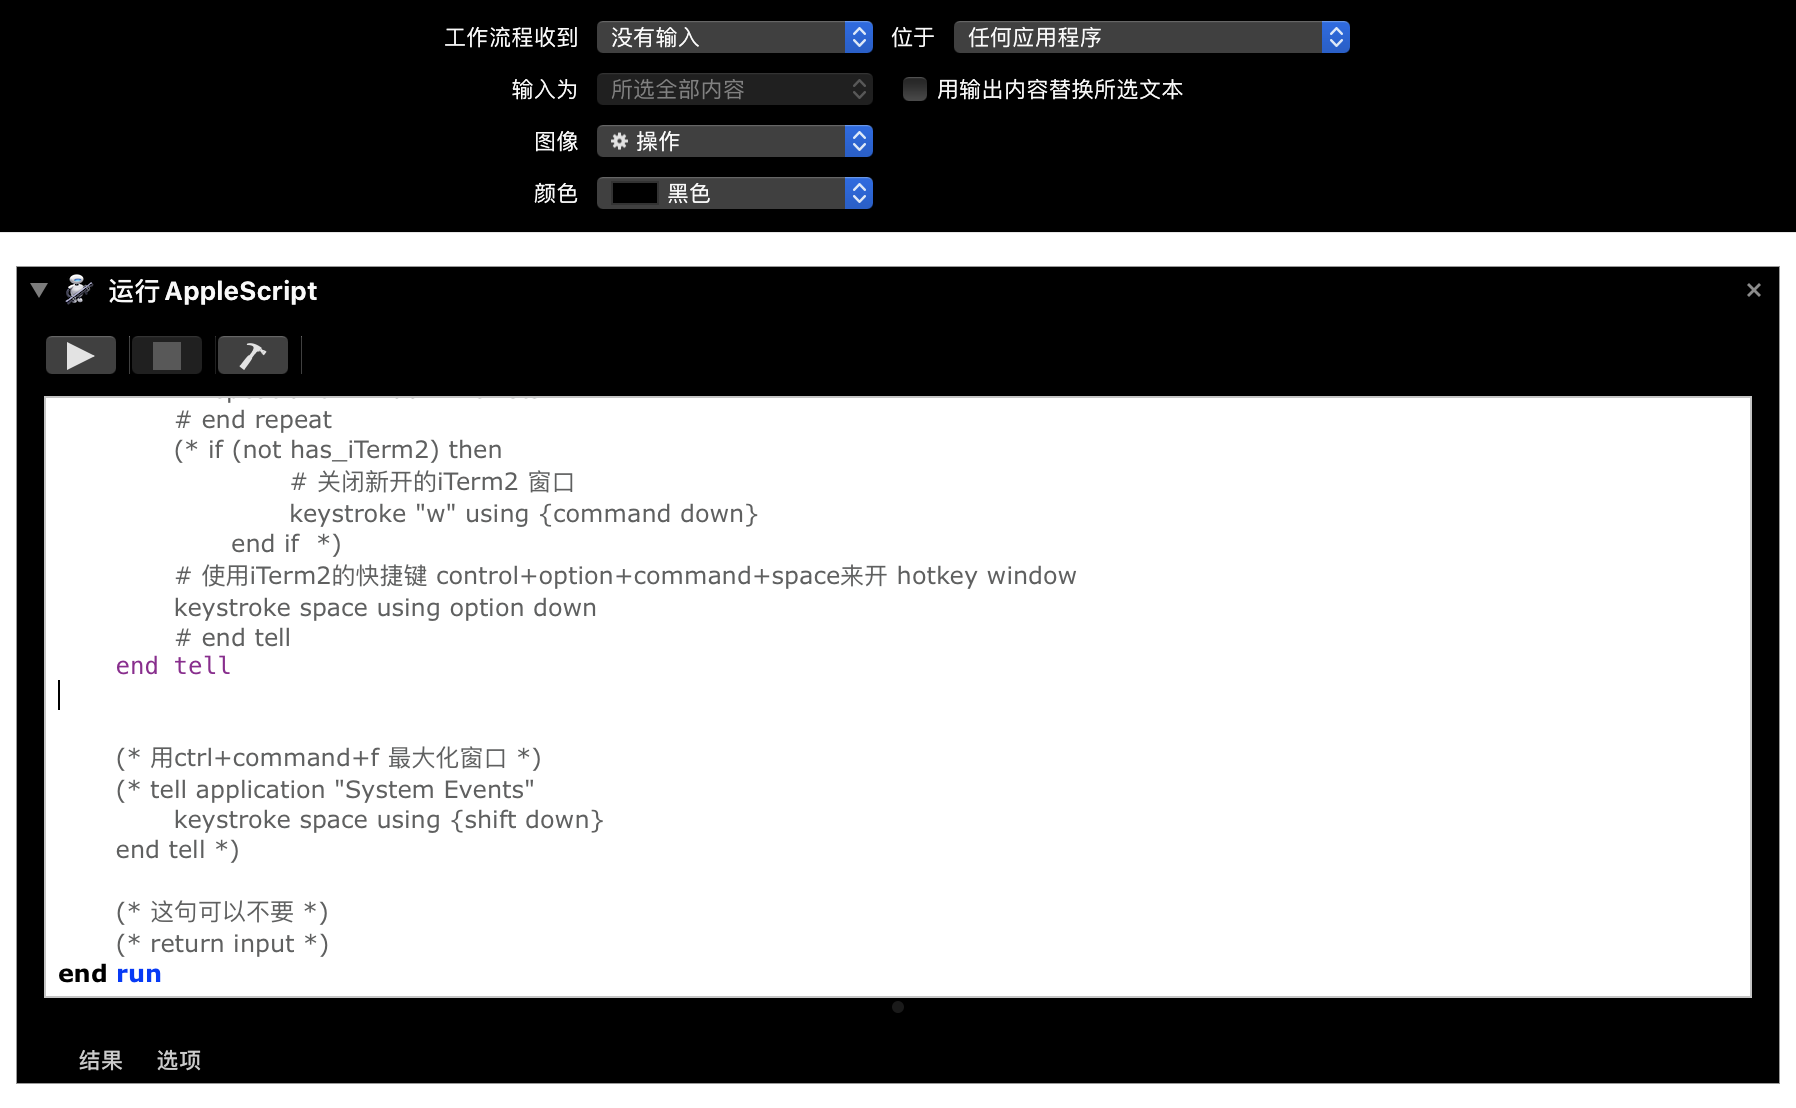 工作流程收到 没有输入 位于 任何应用程序
输入为 所选全部内容 用输出内容替换所选文本
图像 操作
颜色 黑色
运行 AppleScript
# end repeat
(* if (not has_iTerm2) then
# 关闭新开的iTerm2 窗口
keystroke "w" using {command down}
end if  *)
# 使用iTerm2的快捷键 control+option+command+space来开 hotkey window
keystroke space using option down
# end tell
end tell
(* 用ctrl+command+f 最大化窗口 *)
(* tell application "System Events"
keystroke space using {shift down}
end tell *)
(* 这句可以不要 *)
(* return input *)
end run
结果 选项